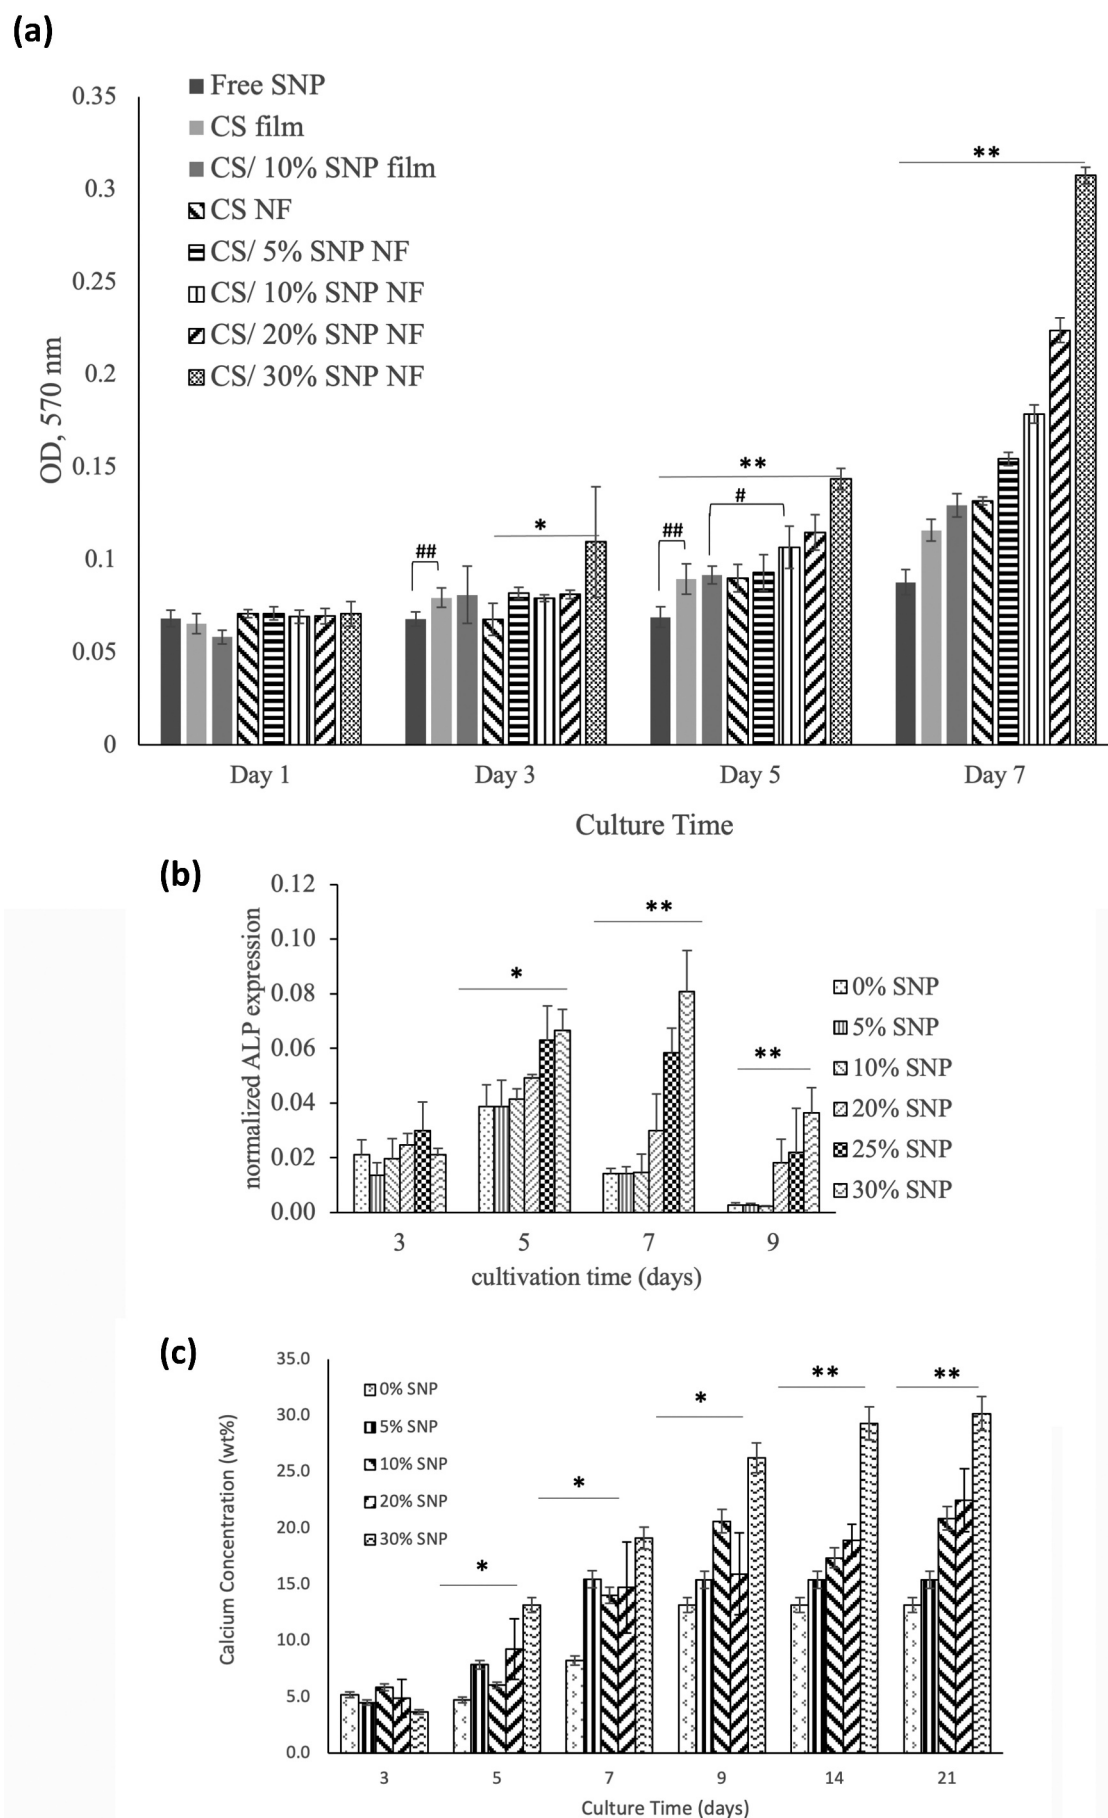 (a)
Free SNP
CS film
CS/ 10% SNP film
CS NF
CS/ 5% SNP NF
CS/ 10% SNP NF
CS/ 20% SNP NF
CS/ 30% SNP NF
0.35
0.3
0.25
0.2
0.15
0.1
0.05
0
OD, 570 nm
##
*
##
#
**
**
Day 1
Day 3
Day 5
Day 7
Culture Time
(b)
0.12
0.10
0.08
0.06
0.04
0.02
0.00
normalized ALP expression
*
**
**
0% SNP
5% SNP
10% SNP
20% SNP
25% SNP
30% SNP
3
5
7
9
cultivation time (days)
(c)
35.0
30.0
25.0
20.0
15.0
10.0
5.0
0.0
Calcium Concentration (wt%)
0% SNP
5% SNP
10% SNP
20% SNP
30% SNP
*
*
*
**
**
3
5
7
9
14
21
Culture Time (days)